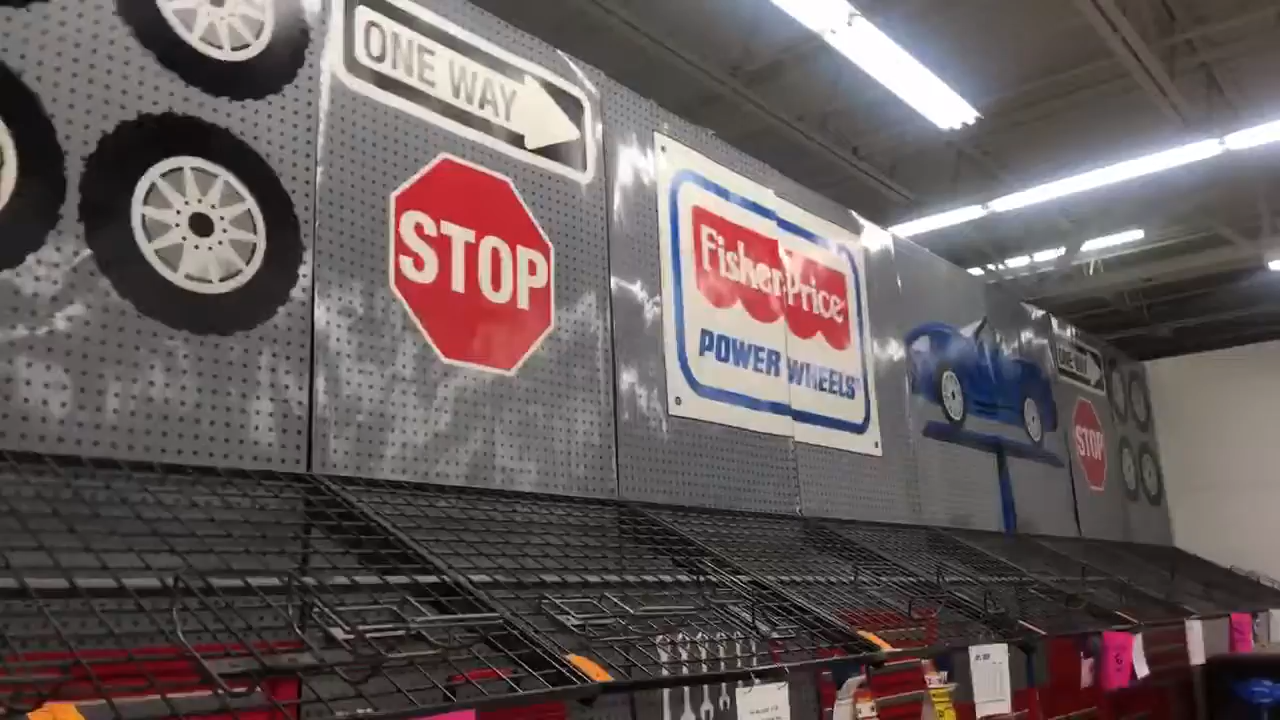 ONE WAY
STOP
Fisher-Price
POWER WHEELS
ONE WAY
STOP